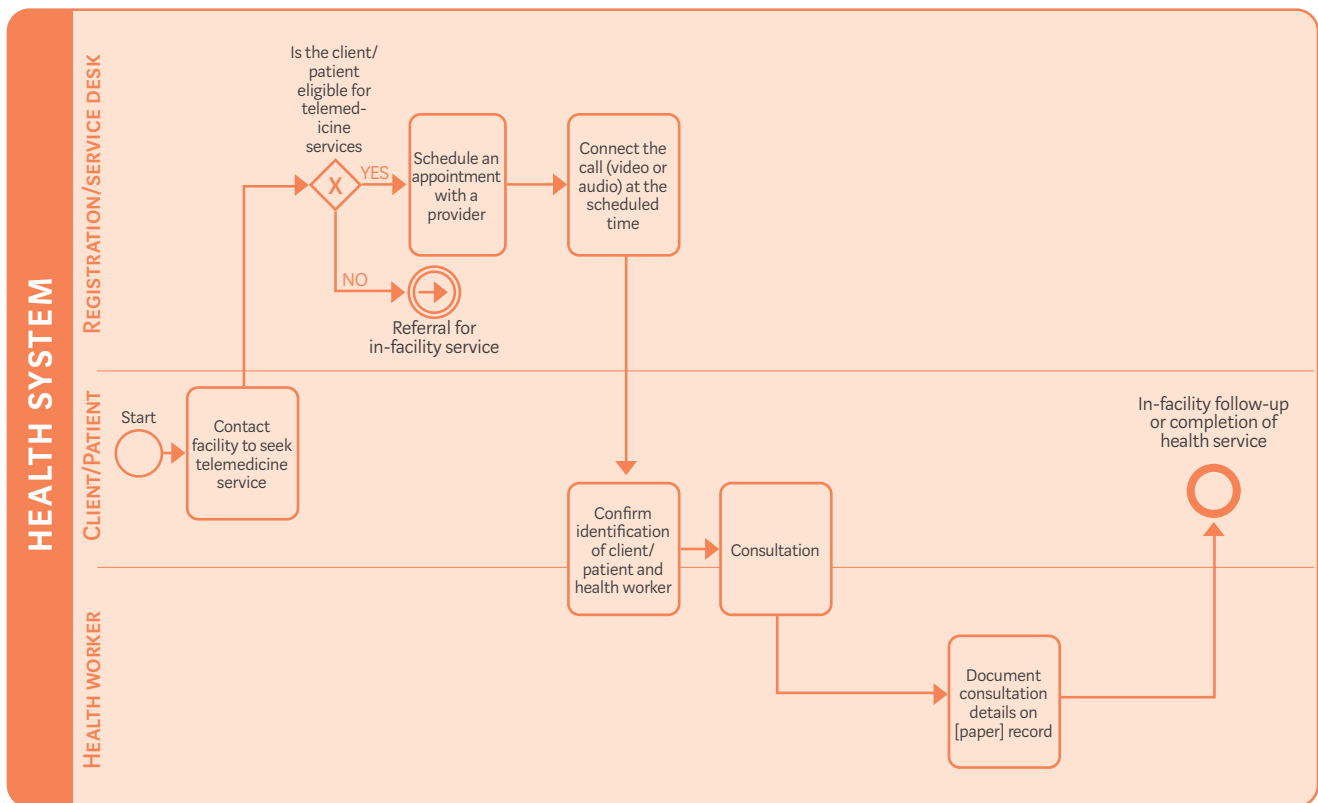 HEALTH SYSTEM
REGISTRATION/SERVICE DESK
Is the client/
patient
eligible for
telemed-
icine
services
X
YES
NO
Schedule an
appointment
with a
provider
Connect the
call (video or
audio) at the
scheduled
time
Referral for
in-facility service
CLIENT/PATIENT
Start
Contact
facility to seek
telemedicine
service
Confirm
identification
of client/
patient and
health worker
Consultation
In-facility follow-up
or completion of
health service
HEALTH WORKER
Document
consultation
details on
[paper] record